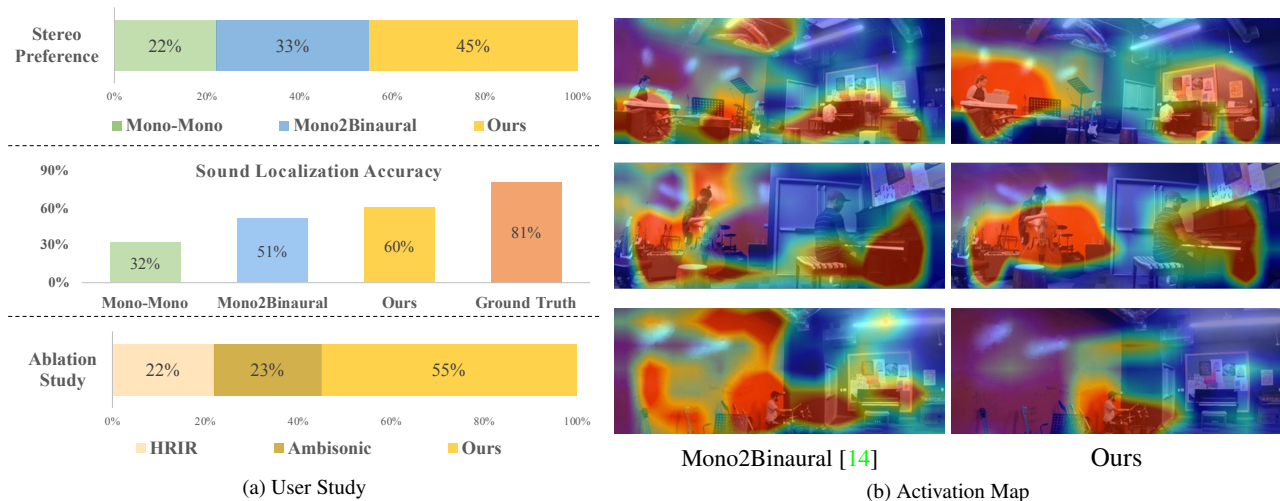 Stereo
Preference
22%
33%
45%
0%
20%
40%
60%
80%
100%
Mono-Mono
Mono2Binaural
Ours
Sound Localization Accuracy
90%
60%
30%
0%
32%
51%
60%
81%
Mono-Mono
Mono2Binaural
Ours
Ground Truth
Ablation
Study
22%
23%
55%
0%
20%
40%
60%
80%
100%
HRIR
Ambisonic
Ours
(a) User Study
Mono2Binaural [14]
Ours
(b) Activation Map